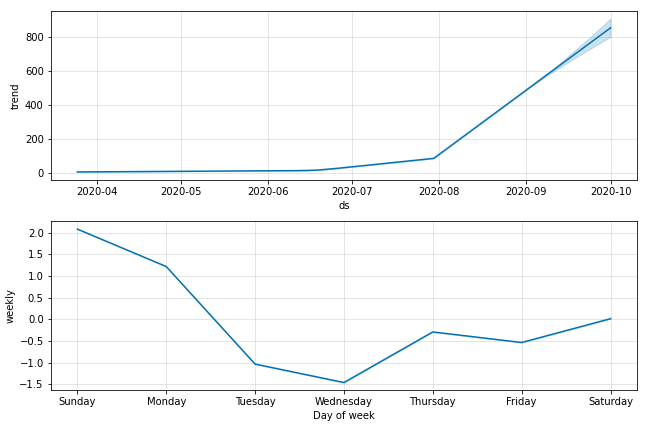 800
600
400
200
0
trend
2020-04 2020-05 2020-06 2020-07 2020-08 2020-09 2020-10
ds
2.0
1.5
1.0
0.5
0.0
−0.5
−1.0
−1.5
weekly
Sunday Monday Tuesday Wednesday Thursday Friday Saturday
Day of week